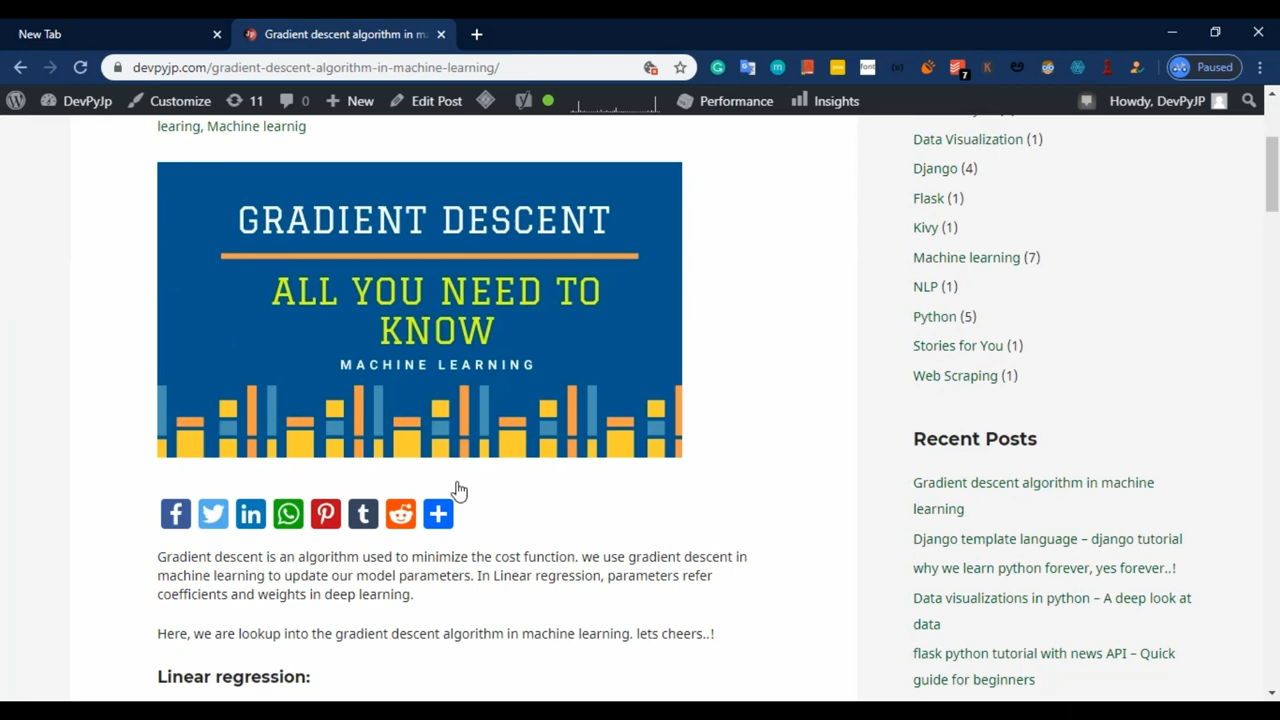 New Tab
Gradient descent algorithm in m
devpyjp.com/gradient-descent-algorithm-in-machine-learning/
font
7
Paused
DevPyJp
Customize
11
0
New
Edit Post
Performance
Insights
Howdy, DevPyJP
learing, Machine learnig
GRADIENT DESCENT
ALL YOU NEED TO
KNOW
MACHINE LEARNING
Gradient descent is an algorithm used to minimize the cost function. we use gradient descent in
machine learning to update our model parameters. In Linear regression, parameters refer
coefficients and weights in deep learning.
Here, we are lookup into the gradient descent algorithm in machine learning. lets cheers..!
Linear regression:
Data Visualization (1)
Django (4)
Flask (1)
Kivy (1)
Machine learning (7)
NLP (1)
Python (5)
Stories for You (1)
Web Scraping (1)
Recent Posts
Gradient descent algorithm in machine
learning
Django template language – django tutorial
why we learn python forever, yes forever..!
Data visualizations in python – A deep look at
data
flask python tutorial with news API – Quick
guide for beginners